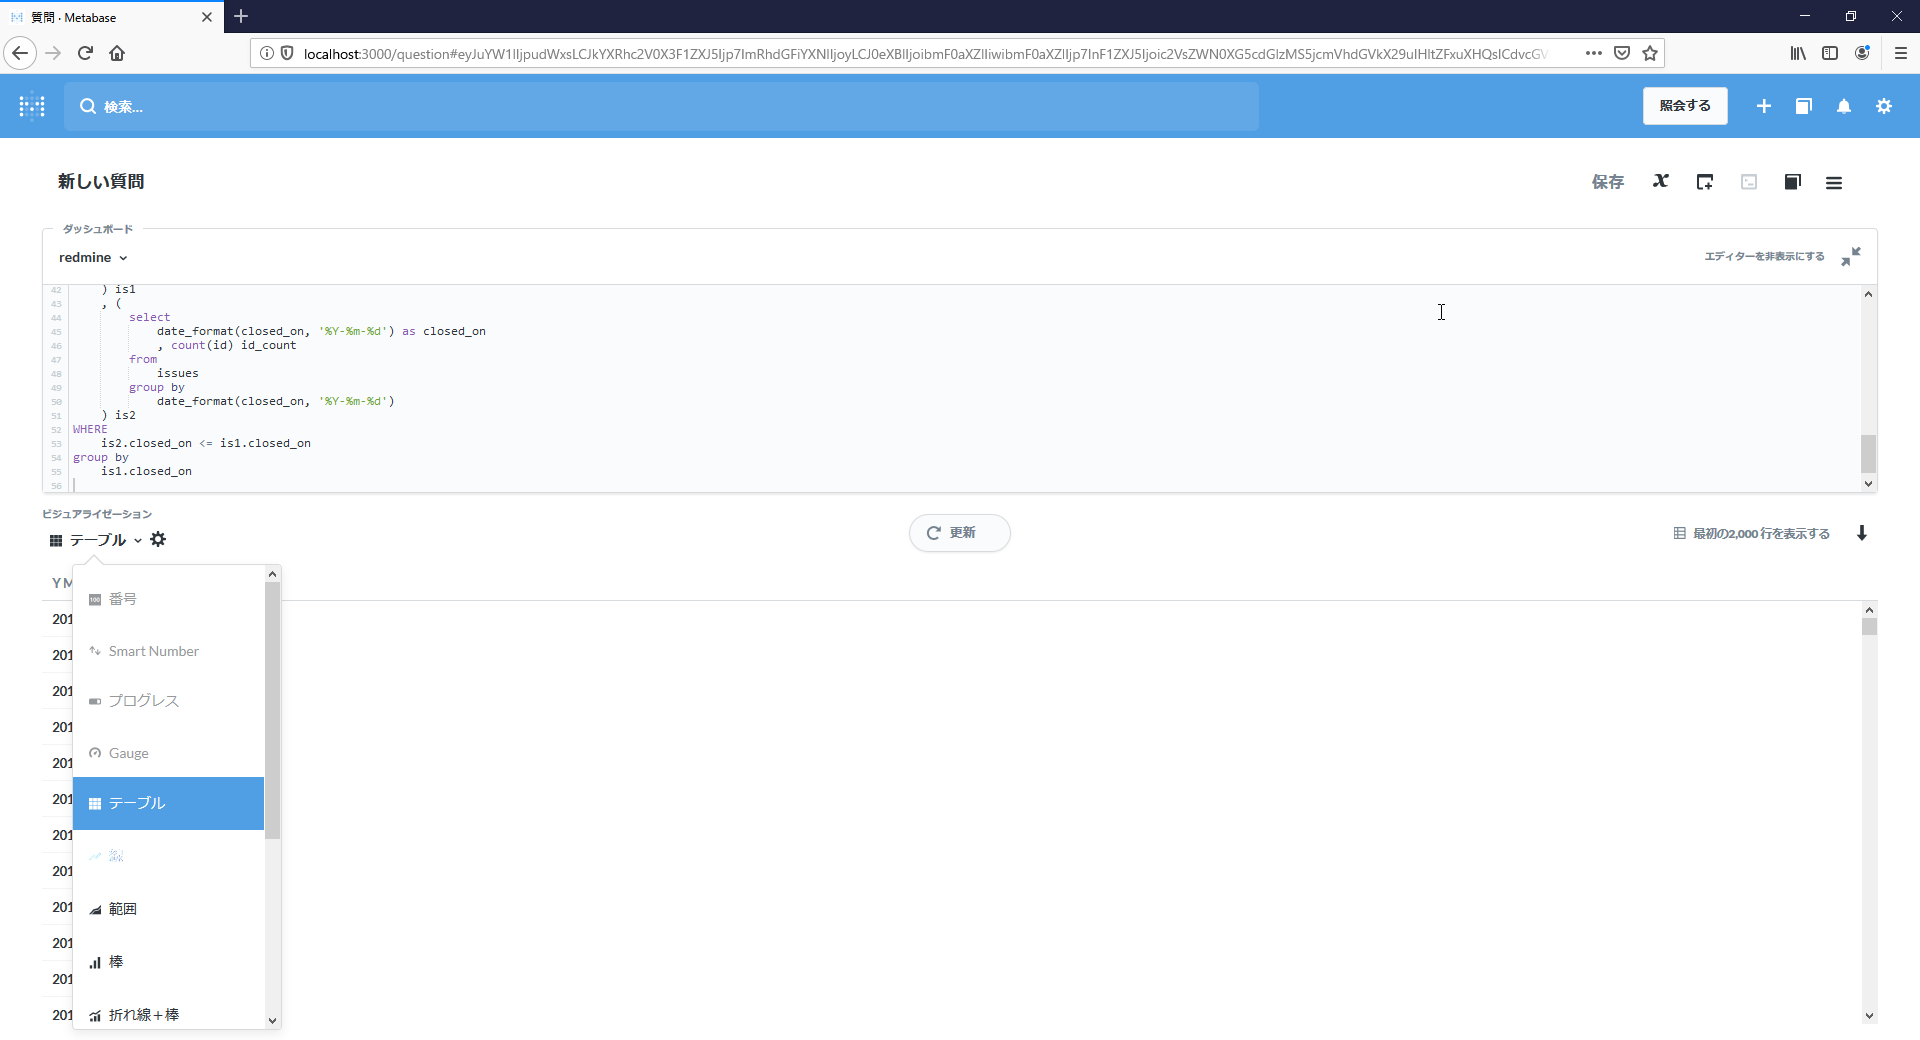 質問 · Metabase
localhost:3000/question#eyJuYW1lIjpudWxsLCJkYXRhc2V0X3F1ZXJ5Ijp7ImRhdGFiYXNlIjoyLCJ0eXBlIjoibmF0aXZlIiwibmF0aXZlIjp7InF1ZXJ5Ijoic2VsZWN0XG5cdGlzMS5jcmVhdGVkX29uIHltZFxuXHQsICdvcGV
検索...
照会する
新しい質問
保存
ダッシュボード
redmine
エディターを非表示にする
42 ) is1
43 , (
44 select
45 date_format(closed_on, '%Y-%m-%d') as closed_on
46 , count(id) id_count
47 from
48 issues
49 group by
50 date_format(closed_on, '%Y-%m-%d')
51 ) is2
52 WHERE
53 is2.closed_on <= is1.closed_on
54 group by
55 is1.closed_on
56
ビジュアライゼーション
テーブル
更新
最初の2,000 行を表示する
YM
201
201
201
201
201
201
201
201
201
201
201
201
番号
Smart Number
プログレス
Gauge
テーブル
範囲
棒
折れ線+棒